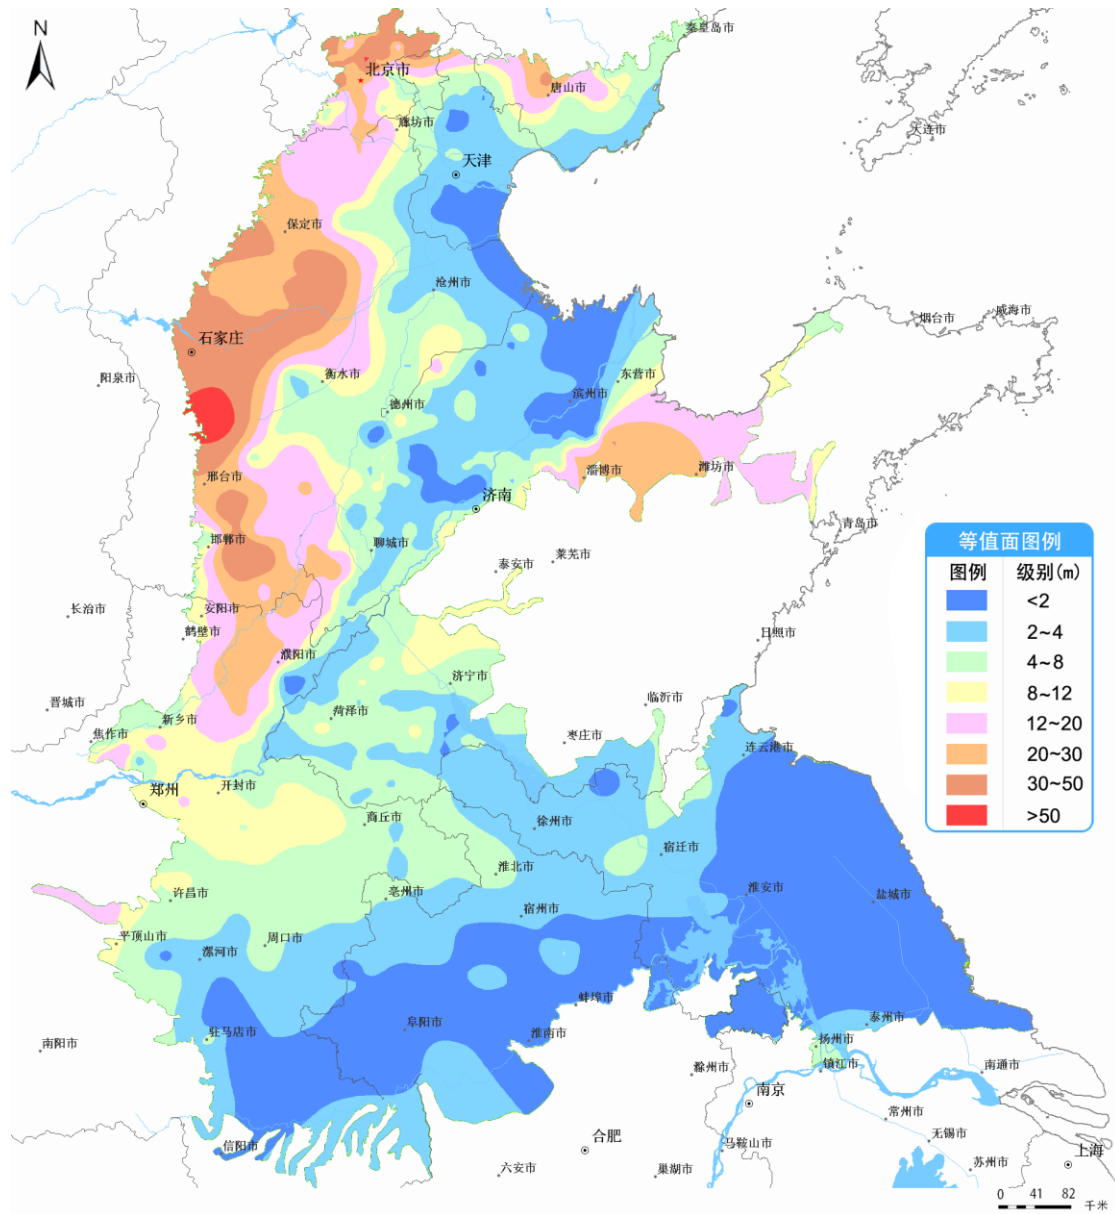 N
秦皇岛市
北京市
唐山市
廊坊市
大连市
天津
保定市
沧州市
烟台市
威海市
石家庄
阳泉市
衡水市
东营市
德州市
滨州市
邢台市
淄博市
潍坊市
济南
青岛市
邯郸市
聊城市
莱芜市
泰安市
长治市
安阳市
鹤壁市
日照市
濮阳市
济宁市
晋城市
临沂市
菏泽市
新乡市
焦作市
枣庄市
连云港市
郑州
开封市
商丘市
徐州市
宿迁市
淮北市
许昌市
亳州市
淮安市
盐城市
宿州市
平顶山市
周口市
漯河市
蚌埠市
泰州市
驻马店市
阜阳市
淮南市
扬州市
南阳市
滁州市
镇江市
南通市
南京
常州市
合肥
无锡市
信阳市
马鞍山市
上海
六安市
巢湖市
苏州市
等值面图例
图例 级别(m)
<2
2~4
4~8
8~12
12~20
20~30
30~50
>50
0 41 82
千米